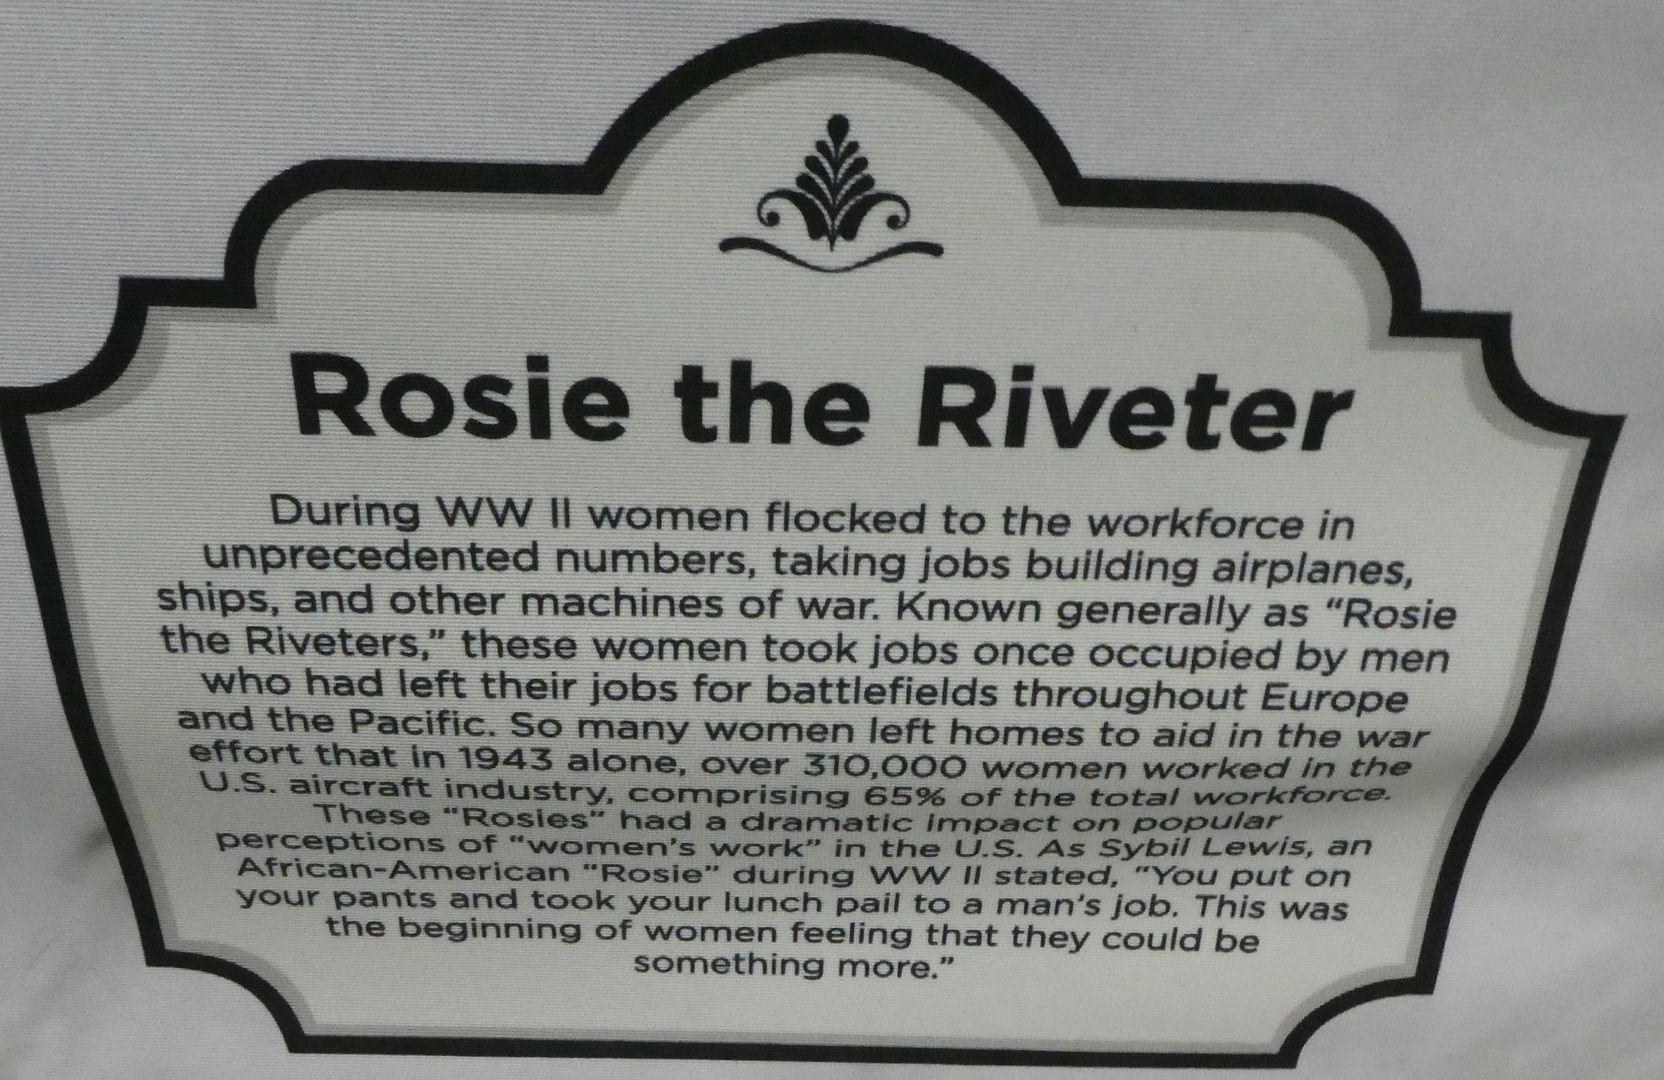 Rosie the Riveter
During WW II women flocked to the workforce in
unprecedented numbers, taking jobs building airplanes,
ships, and other machines of war. Known generally as “Rosie
the Riveters,” these women took jobs once occupied by men
who had left their jobs for battlefields throughout Europe
and the Pacific. So many women left homes to aid in the war
effort that in 1943 alone, over 310,000 women worked in the
U.S. aircraft industry, comprising 65% of the total workforce.
These “Rosies” had a dramatic impact on popular
perceptions of “women’s work” in the U.S. As Sybil Lewis, an
African-American “Rosie” during WW II stated, “You put on
your pants and took your lunch pail to a man’s job. This was
the beginning of women feeling that they could be
something more.”